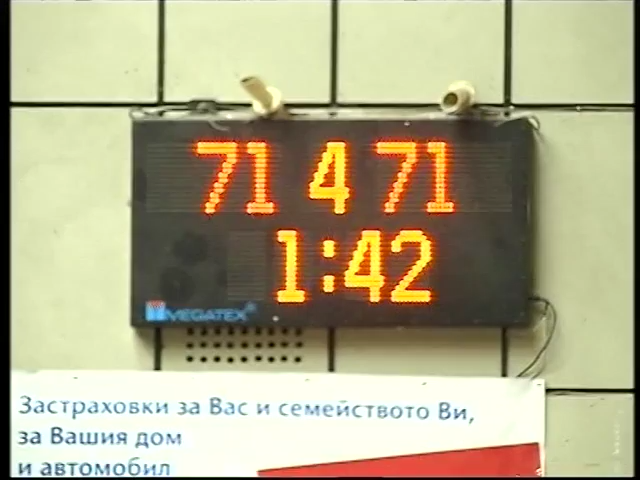 71 4 71
1:42
MEGATEX
Застраховки за Вас и семейството Ви,
за Вашия дом
и автомобил